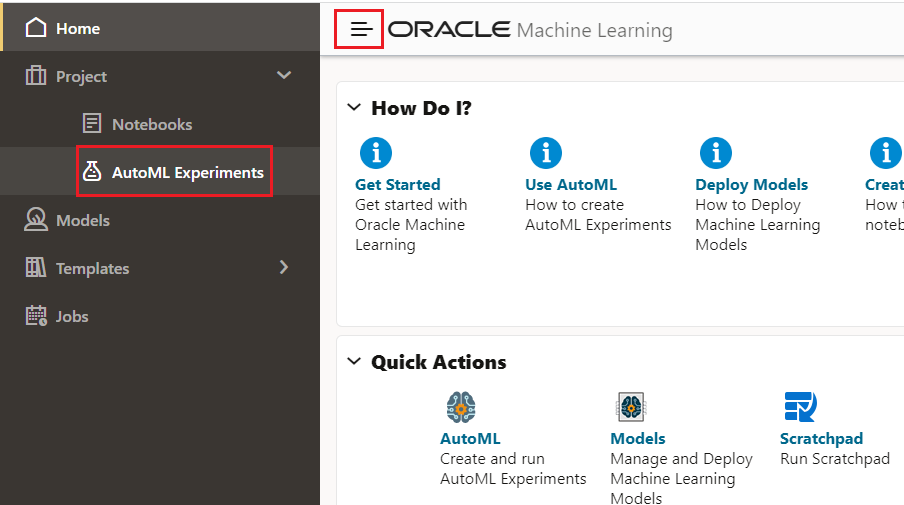 Home
Project
Notebooks
AutoML Experiments
Models
Templates
Jobs
ORACLE Machine Learning
How Do I?
Get Started
Get started with
Oracle Machine
Learning
Use AutoML
How to create
AutoML Experiments
Deploy Models
How to Deploy
Machine Learning
Models
Creat
How t
noteb
Quick Actions
AutoML
Create and run
AutoML Experiments
Models
Manage and Deploy
Machine Learning
Models
Scratchpad
Run Scratchpad